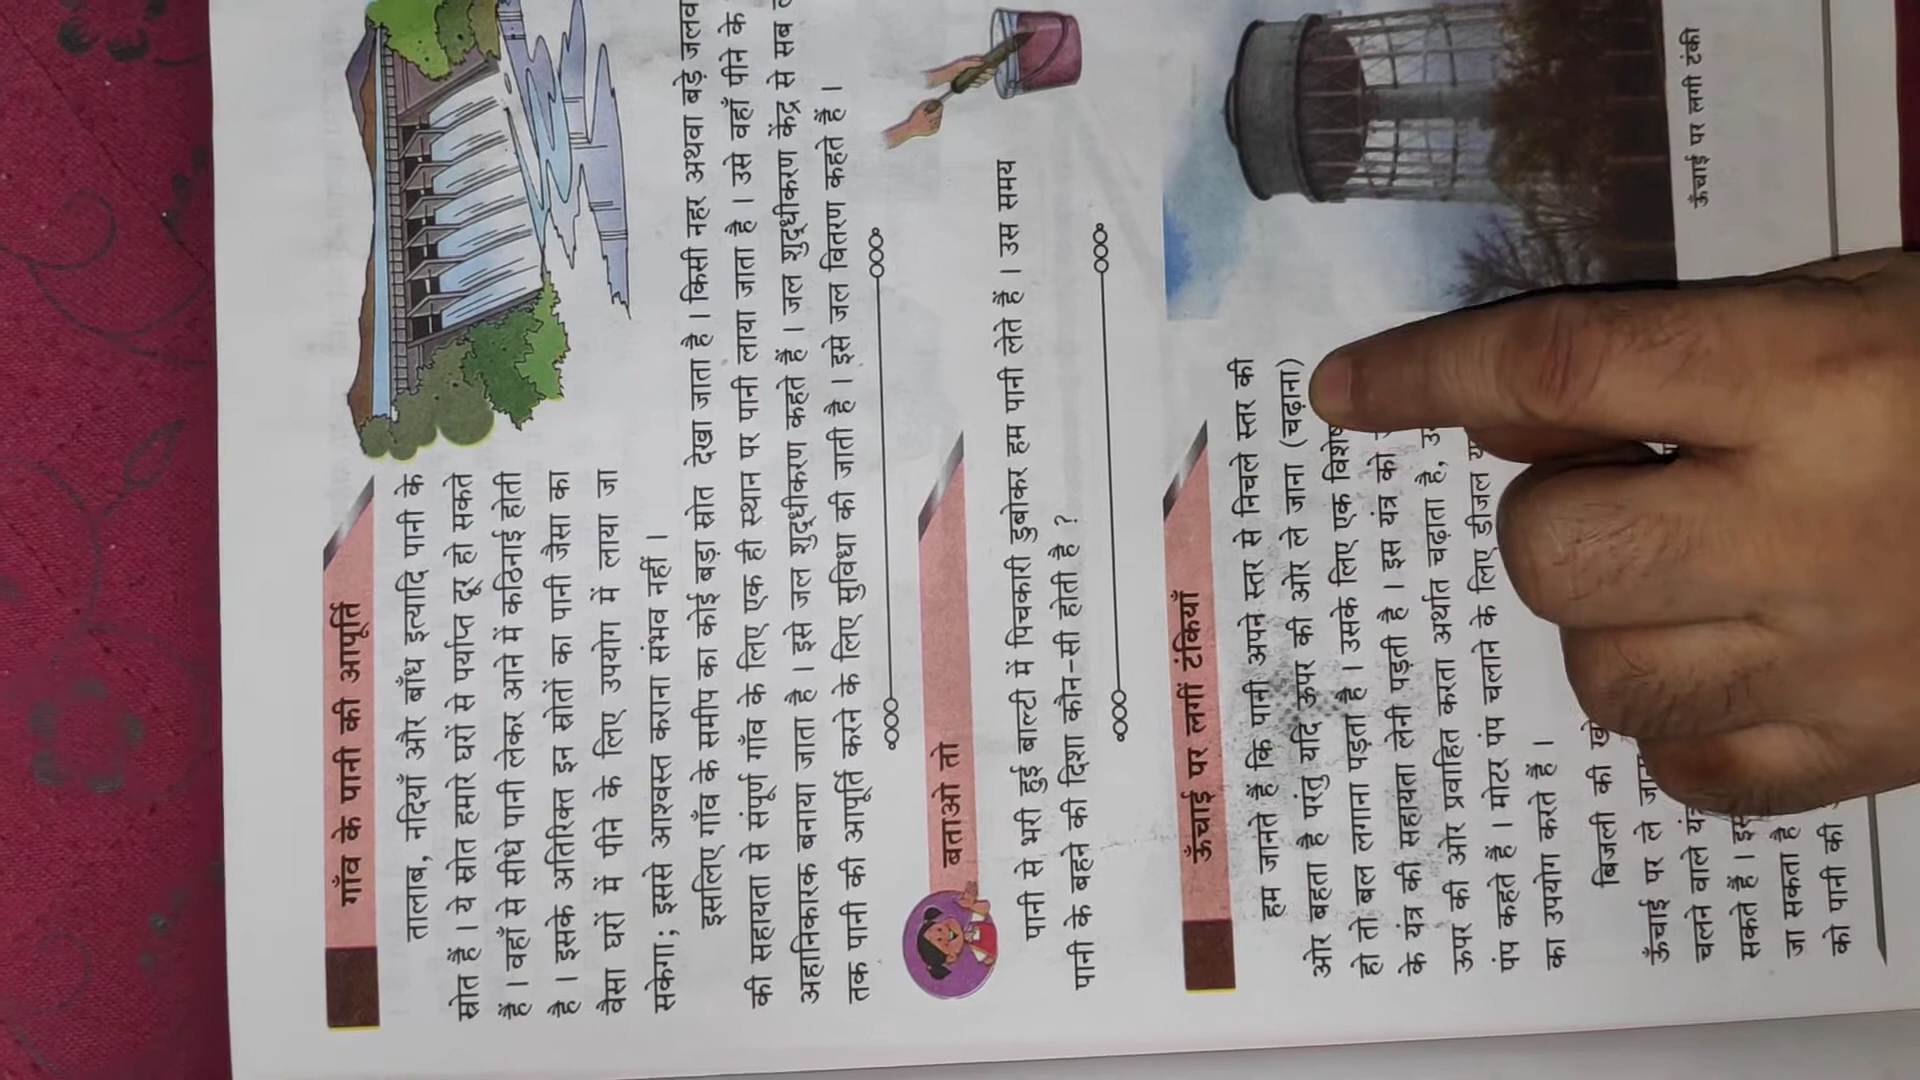 गाँव के पानी की आपूर्ति
तालाब, नदियाँ और बाँध इत्यादि पानी के
स्रोत हैं । ये स्रोत हमारे घरों से पर्याप्त दूर हो सकते
हैं । वहाँ से सीधे पानी लेकर आने में कठिनाई होती
है । इसके अतिरिक्त इन स्रोतों का पानी जैसा का
वैसा घरों में पीने के लिए उपयोग में लाया जा
सकेगा; इससे आश्वस्त कराना संभव नहीं ।
इसलिए गाँव के समीप का कोई बड़ा स्रोत देखा जाता है । किसी नहर अथवा बड़े
की सहायता से संपूर्ण गाँव के लिए एक ही स्थान पर पानी लाया जाता है । उसे वहाँ पीने के
अहानिकारक बनाया जाता है । इसे जल शुद्धीकरण कहते हैं । जल शुद्धीकरण केंद्र से सब
तक पानी की आपूर्ति करने के लिए सुविधा की जाती है । इसे जल वितरण कहते हैं ।
बताओ तो
पानी से भरी हुई बाल्टी में पिचकारी डुबोकर हम पानी लेते हैं । उस समय
पानी के बहने की दिशा कौन-सी होती है ?
ऊँचाई पर लगीं टंकियाँ
हम जानते हैं कि पानी अपने स्तर से निचले स्तर की
ओर बहता है परंतु यदि ऊपर की ओर ले जाना (चढ़ाना)
हो तो बल लगाना पड़ता है । उसके लिए एक
के यंत्र की सहायता लेनी पड़ती है । इस यंत्र को
ऊपर की ओर प्रवाहित करता अर्थात चढ़ाता है,
पंप कहते हैं । मोटर पंप चलाने के लिए डीजल
का उपयोग करते हैं ।
बिजली की
ऊँचाई पर ले
चलने वाले
सकते हैं ।
जा सकता है
को पानी की
ऊँचाई पर लगी टंकी